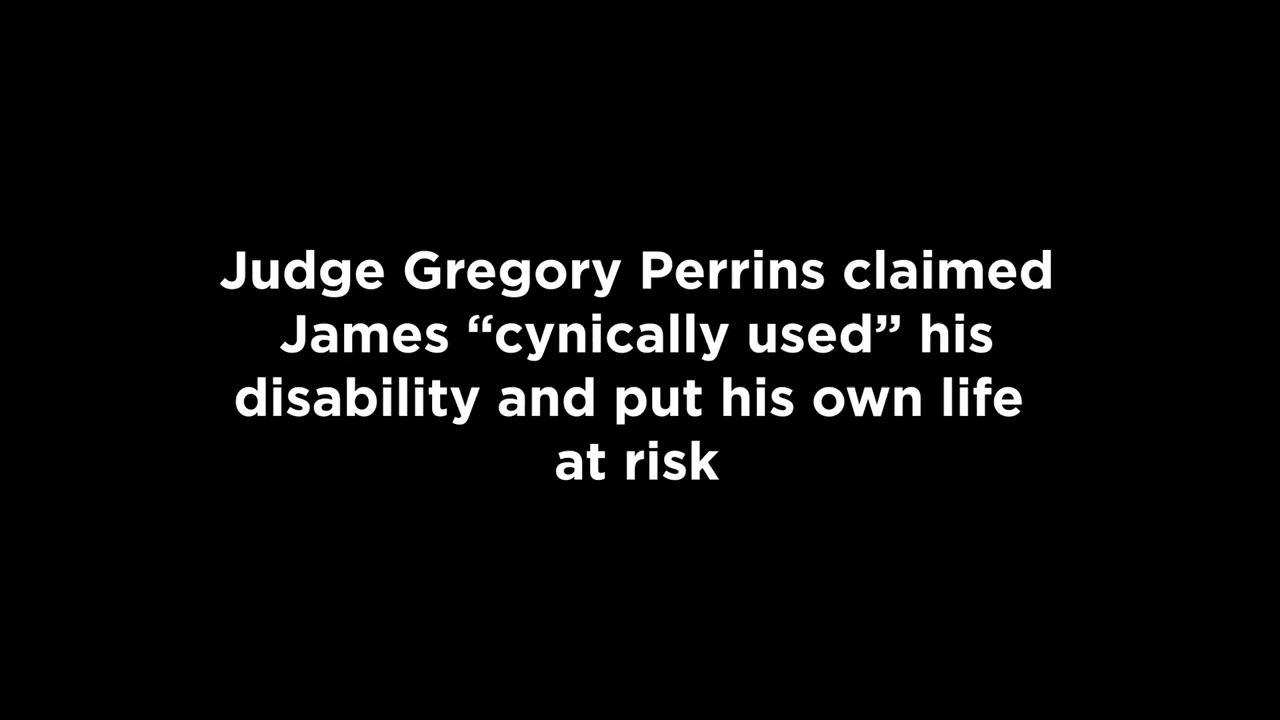 Judge Gregory Perrins claimed
James “cynically used” his
disability and put his own life
at risk